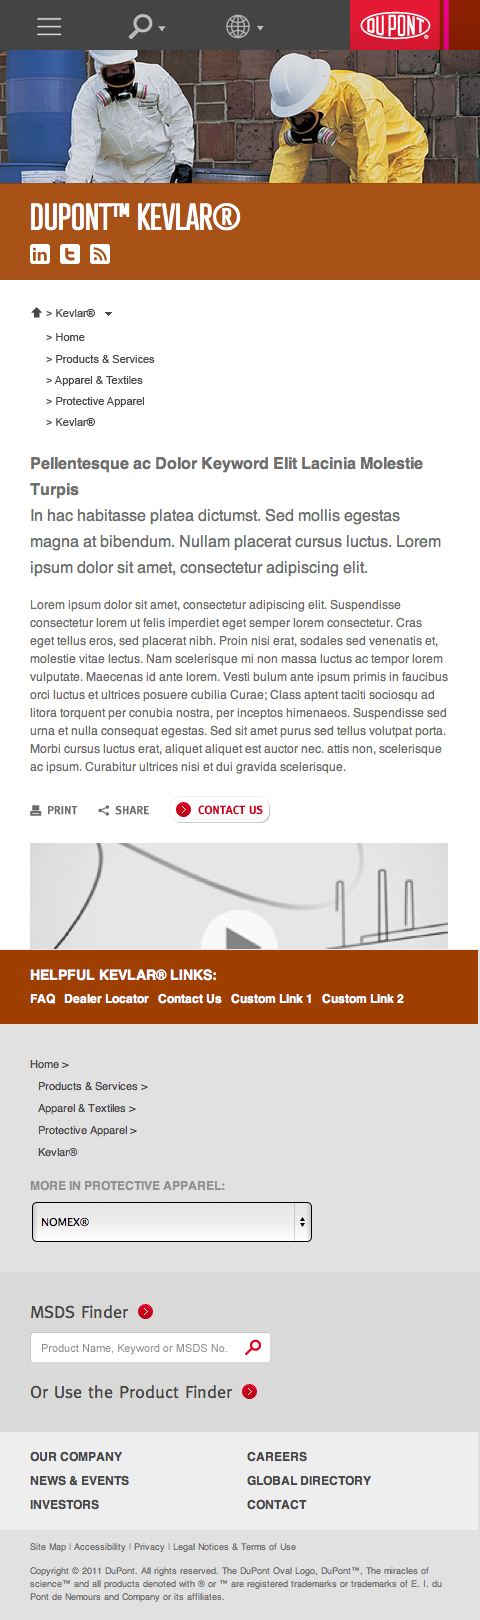 DU PONT®
DUPONT™ KEVLAR®
in t
> Kevlar®
> Home
> Products & Services
> Apparel & Textiles
> Protective Apparel
> Kevlar®
Pellentesque ac Dolor Keyword Elit Lacinia Molestie
Turpis
In hac habitasse platea dictumst. Sed mollis egestas
magna at bibendum. Nullam placerat cursus luctus. Lorem
ipsum dolor sit amet, consectetur adipiscing elit.
Lorem ipsum dolor sit amet, consectetur adipiscing elit. Suspendisse
consectetur lorem ut felis imperdiet eget semper lorem consectetur. Cras
eget tellus eros, sed placerat nibh. Proin nisi erat, sodales sed venenatis et,
molestie vitae lectus. Nam scelerisque mi non massa luctus ac tempor lorem
vulputate. Maecenas id ante lorem. Vesti bulum ante ipsum primis in faucibus
orci luctus et ultrices posuere cubilia Curae; Class aptent taciti sociosqu ad
litora torquent per conubia nostra, per inceptos himenaeos. Suspendisse sed
urna et nulla consequat egestas. Sed sit amet purus sed tellus volutpat porta.
Morbi cursus luctus erat, aliquet aliquet est auctor nec. attis non, scelerisque
ac ipsum. Curabitur ultrices nisi et dui gravida scelerisque.
PRINT SHARE CONTACT US
HELPFUL KEVLAR® LINKS:
FAQ Dealer Locator Contact Us Custom Link 1 Custom Link 2
Home >
Products & Services >
Apparel & Textiles >
Protective Apparel >
Kevlar®
MORE IN PROTECTIVE APPAREL:
NOMEX®
MSDS Finder
Product Name, Keyword or MSDS No.
Or Use the Product Finder
OUR COMPANY CAREERS
NEWS & EVENTS GLOBAL DIRECTORY
INVESTORS CONTACT
Site Map | Accessibility | Privacy | Legal Notices & Terms of Use
Copyright © 2011 DuPont. All rights reserved. The DuPont Oval Logo, DuPont™, The miracles of
science™ and all products denoted with ® or ™ are registered trademarks or trademarks of E. I. du
Pont de Nemours and Company or its affiliates.